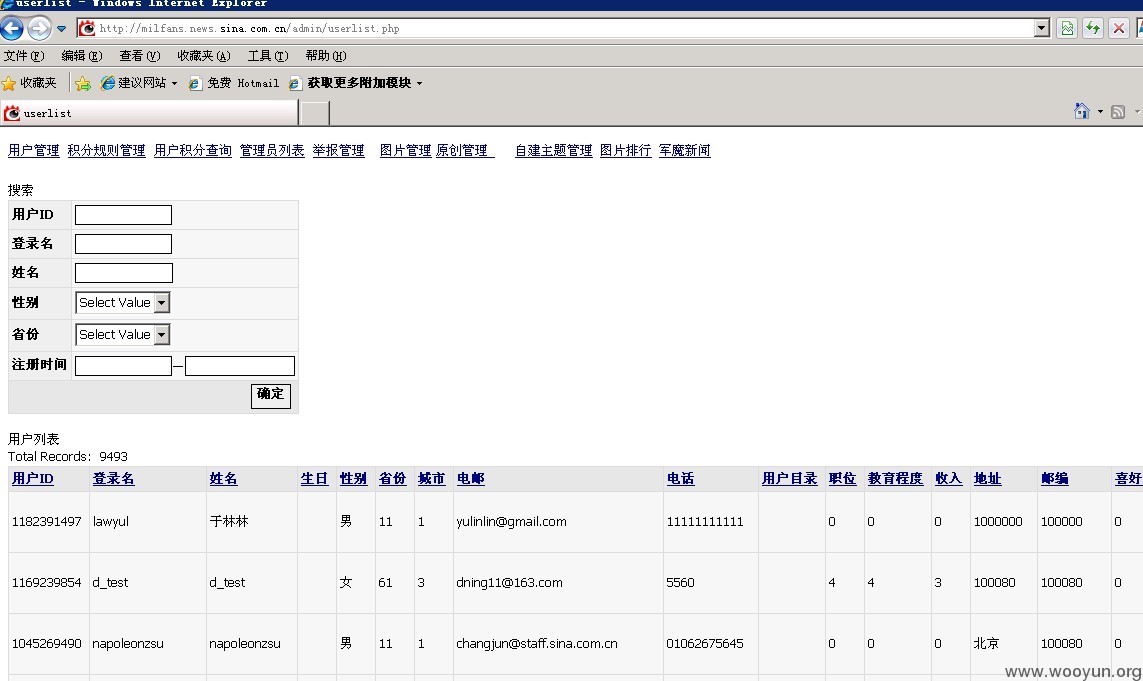 userlist - Windows Internet Explorer
http://milfans.news.sina.com.cn/admin/userlist.php
文件(F) 编辑(E) 查看(V) 收藏夹(A) 工具(T) 帮助(H)
收藏夹 建议网站 免费 Hotmail 获取更多附加模块
userlist
用户管理 积分规则管理 用户积分查询 管理员列表 举报管理 图片管理 原创管理 自建主题管理 图片排行 军魔新闻
搜索
用户ID
登录名
姓名
性别 Select Value
省份 Select Value
注册时间 —
确定
用户列表
Total Records: 9493
用户ID 登录名 姓名 生日 性别 省份 城市 电邮 电话 用户目录 职位 教育程度 收入 地址 邮编 喜好
1182391497 lawyul 于林林 男 11 1 yulinlin@gmail.com 11111111111 0 0 0 1000000 100000 0
1169239854 d_test d_test 女 61 3 dning11@163.com 5560 4 4 3 100080 100080 0
1045269490 napoleonzsu napoleonzsu 男 11 1 changjun@staff.sina.com.cn 01062675645 0 0 0 北京 100080 0
www.wooyun.org